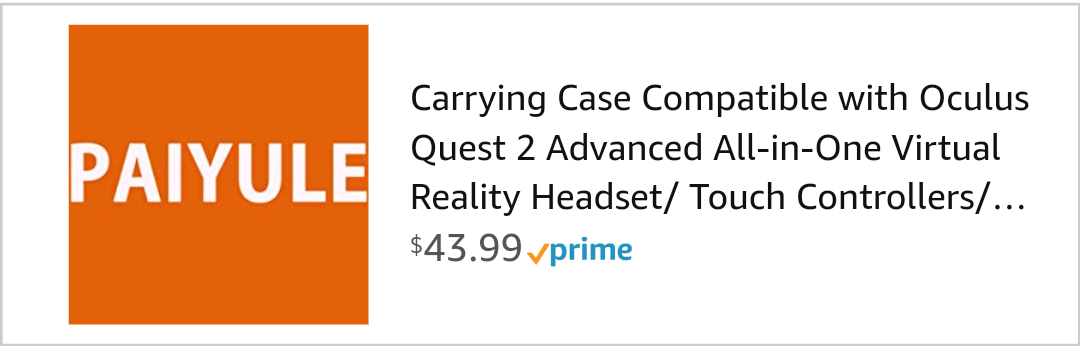 PAIYULE
Carrying Case Compatible with Oculus
Quest 2 Advanced All-in-One Virtual
Reality Headset/ Touch Controllers/...
$43.99 prime